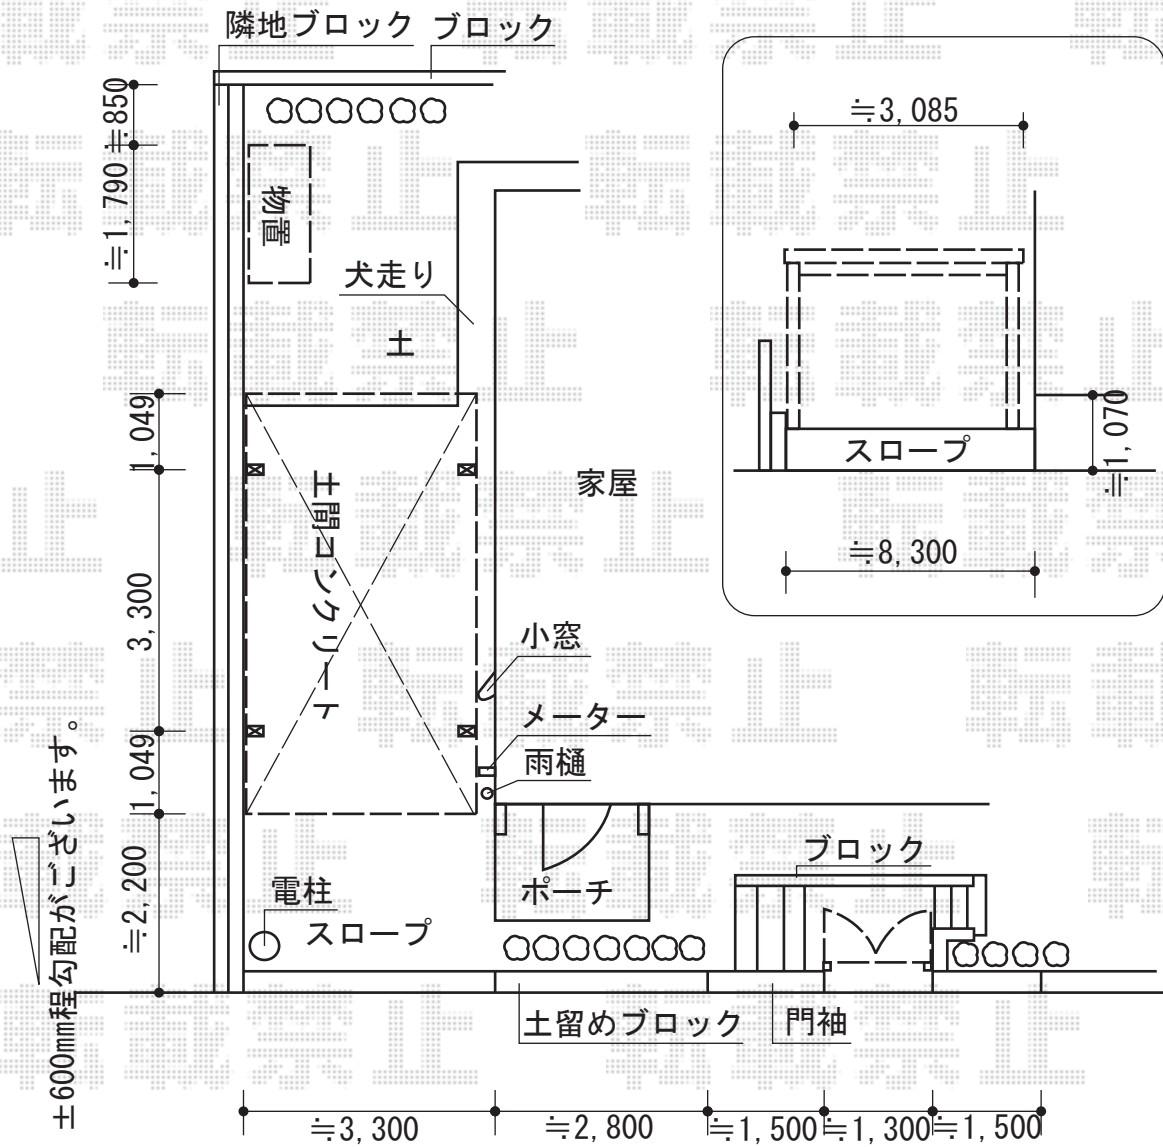 隣地ブロック
ブロック
≒850
≒1,790
物置
犬走り
土
1,049
3,300
1,049
≒2,200
土間コンクリート
家屋
小窓
メーター
雨樋
ポーチ
電柱
スロープ
±600mm程勾配がございます。
ブロック
土留めブロック
門袖
≒3,300
≒2,800
≒1,500
≒1,300
≒1,500
≒3,085
スロープ
≒1,070
≒8,300
転載禁止